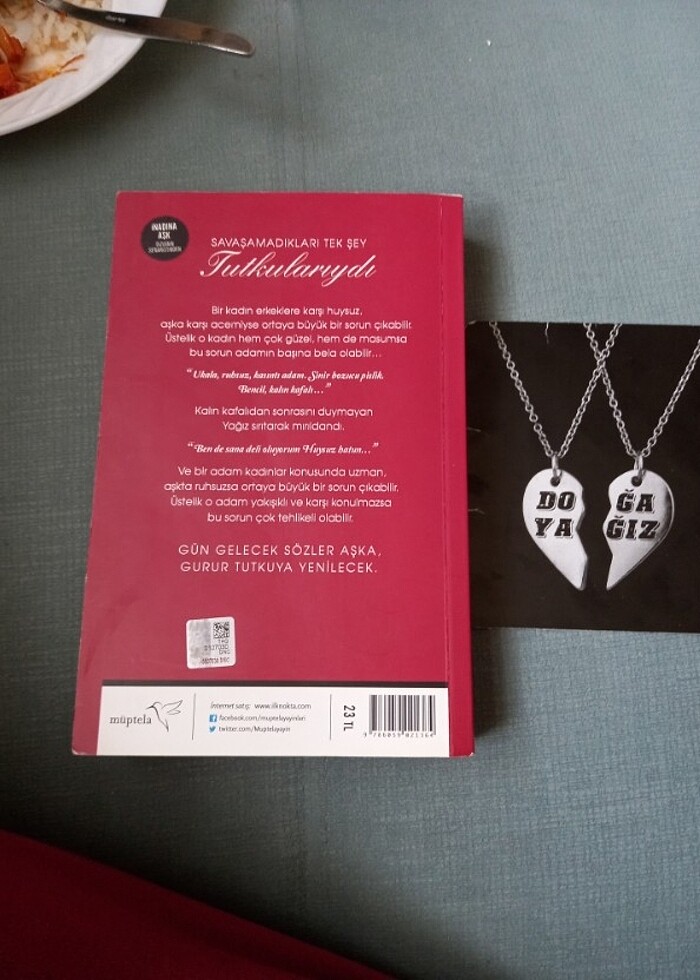 İNADINA
AŞK
SAVAŞAMADIKLARI TEK ŞEY
Tutkularıydı
Bir kadın erkeklere karşı huysuz,
aşka karşı acemiyse ortaya büyük bir sorun çıkabilir.
Üstelik o kadın hem çok güzel, hem de masumsa
bu sorun adamın başına bela olabilir...
“Ukala, ruhsuz, kasıntı adam. Sinir bozucu pislik.
Bencil, kalın kafalı...”
Kalın kafalıdan sonrasını duymayan
Yağız sırıtarak mırıldandı.
“Ben de sana deli oluyorum Huysuz hatun...”
Ve bir adam kadınlar konusunda uzman,
aşkta ruhsuzsa ortaya büyük bir sorun çıkabilir.
Üstelik o adam yakışıklı ve karşı konulmazsa
bu sorun çok tehlikeli olabilir.
GÜN GELECEK SÖZLER AŞKA,
GURUR TUTKUYA YENİLECEK.
müptela
internet satış: www.ilknokta.com
facebook.com/muptelayayinlari
twitter.com/Muptelayayin
23 TL
DO
YA
ĞA
ĞIZ